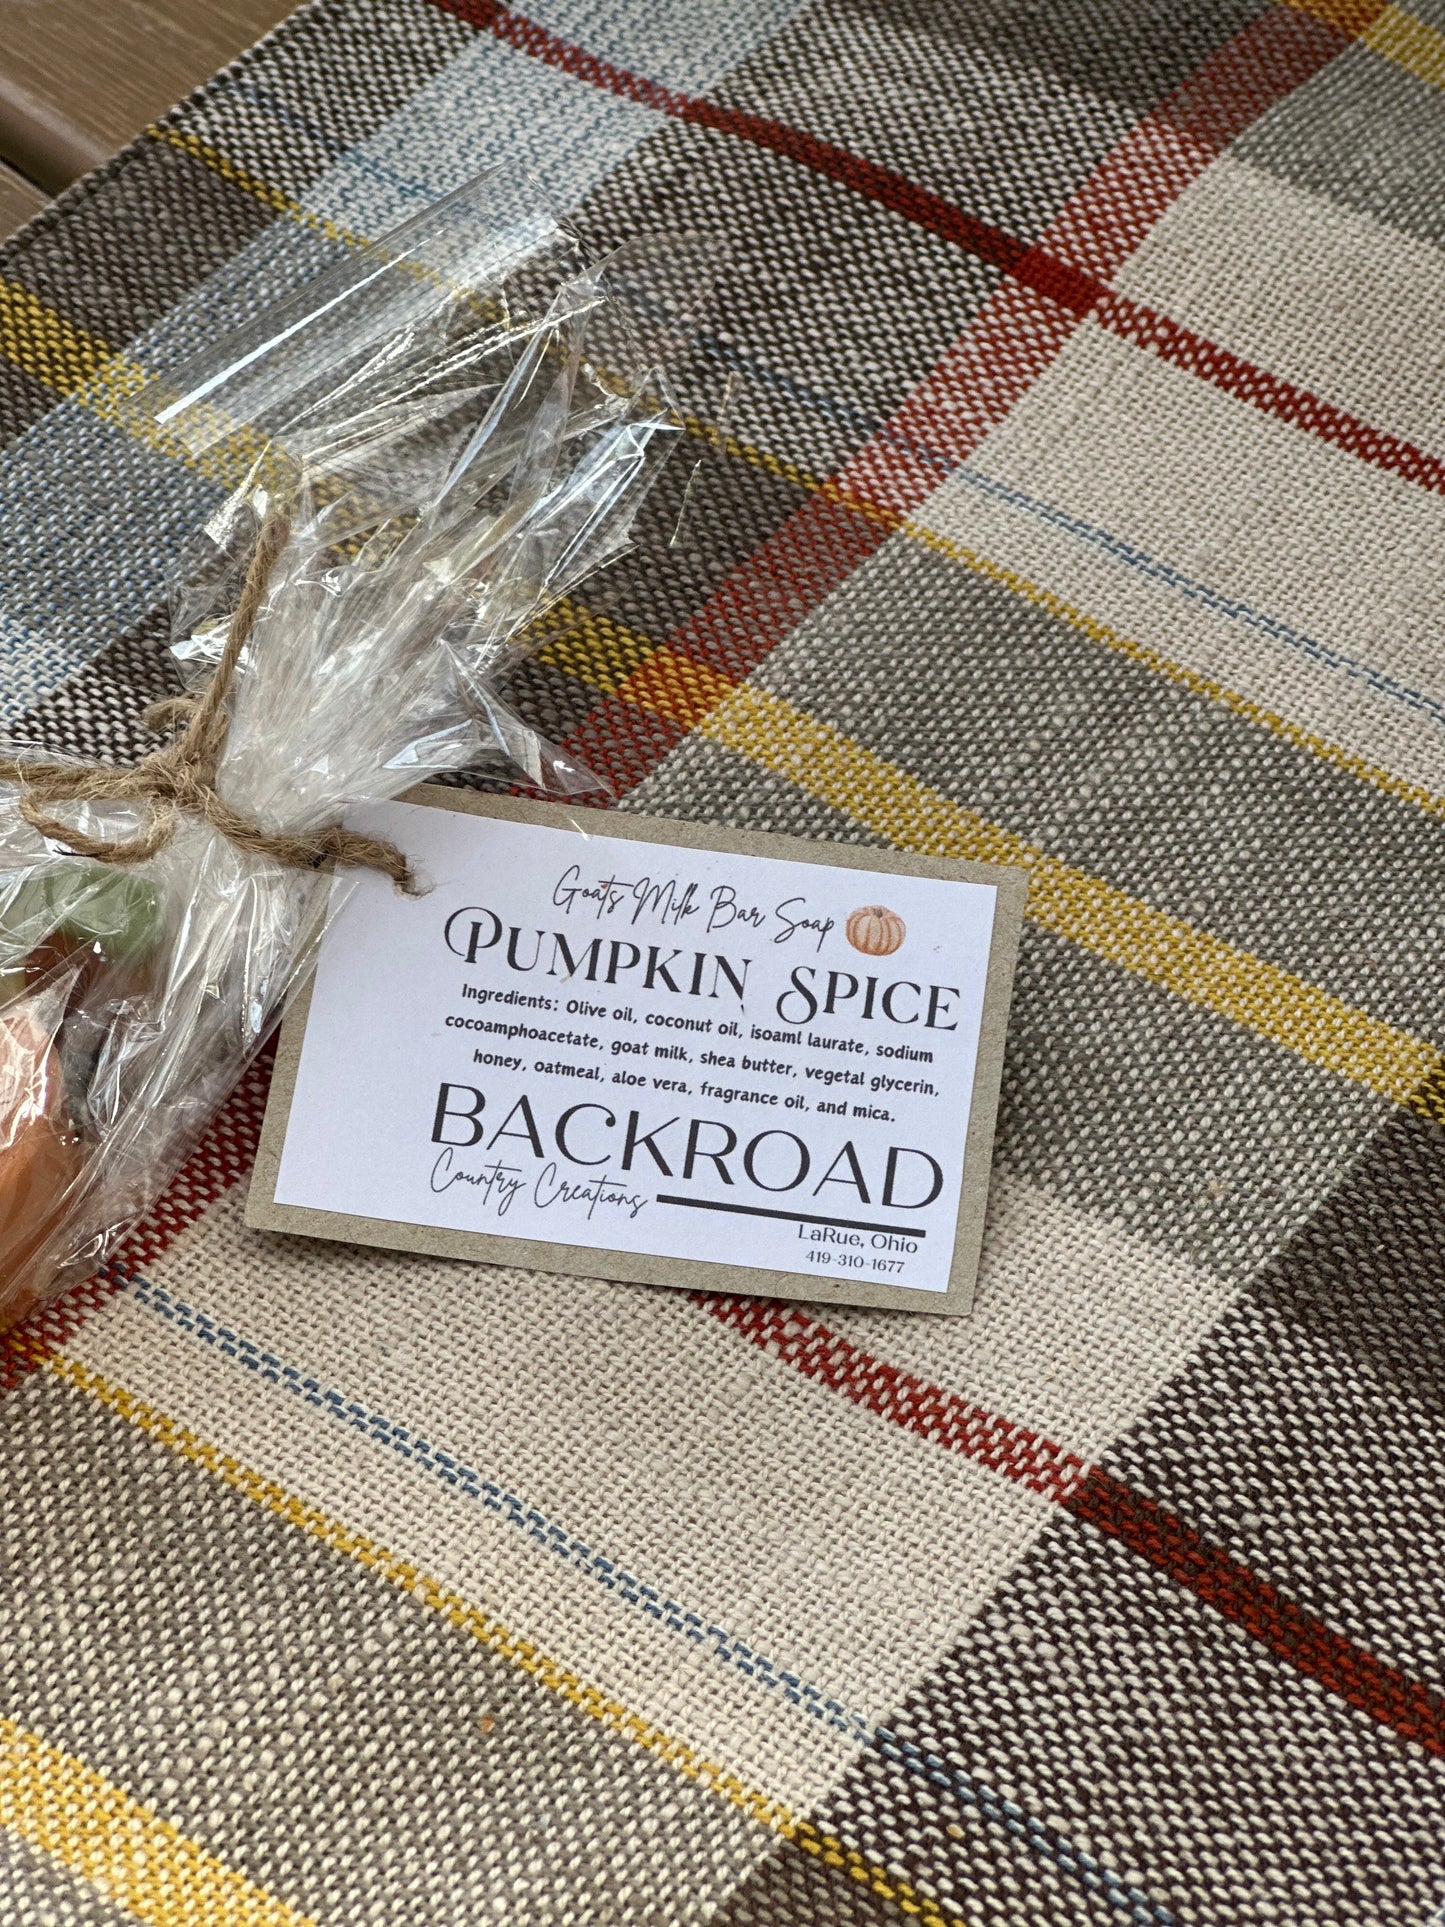 Goat's Milk Bar Soap
PUMPKIN SPICE
Ingredients: Olive oil, coconut oil, isoaml laurate, sodium
cocoamphoacetate, goat milk, shea butter, vegetal glycerin,
honey, oatmeal, aloe vera, fragrance oil, and mica.
BACKROAD
Country Creations
LaRue, Ohio
419-310-1677